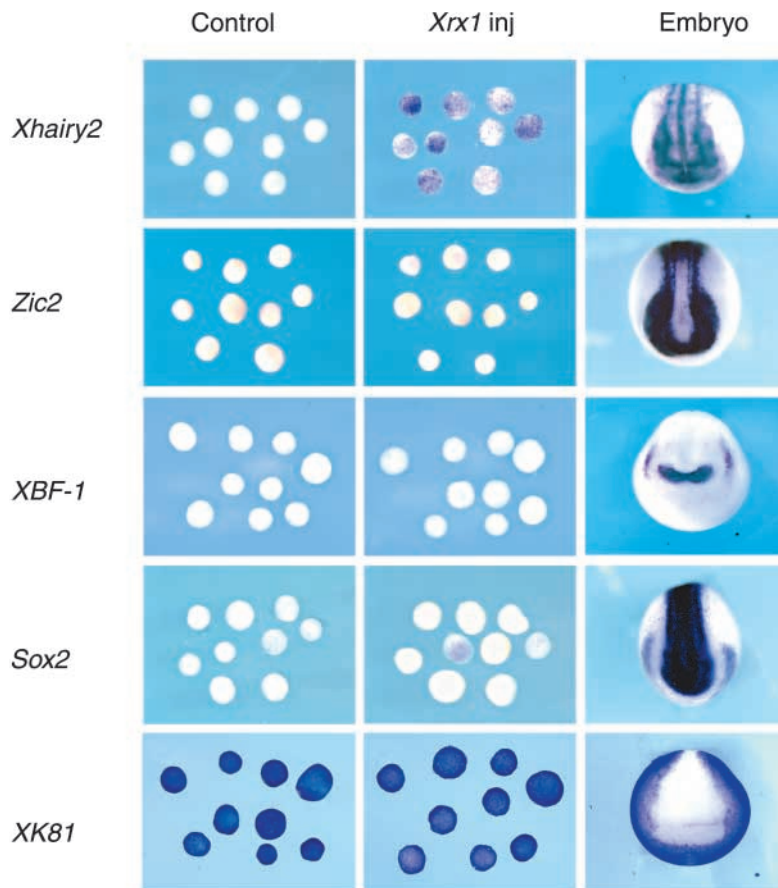 Control Xrx1 inj Embryo
Xhairy2
Zic2
XBF-1
Sox2
XK81